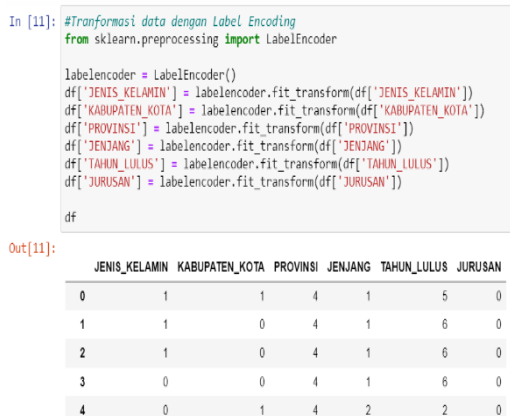 In [11]: #Tranformasi data dengan Label Encoding
from sklearn.preprocessing import LabelEncoder
labelencoder = LabelEncoder()
df['JENIS_KELAMIN'] = labelencoder.fit_transform(df['JENIS_KELAMIN'])
df['KABUPATEN_KOTA'] = labelencoder.fit_transform(df['KABUPATEN_KOTA'])
df['PROVINSI'] = labelencoder.fit_transform(df['PROVINSI'])
df['JENJANG'] = labelencoder.fit_transform(df['JENJANG'])
df['TAHUN_LULUS'] = labelencoder.fit_transform(df['TAHUN_LULUS'])
df['JURUSAN'] = labelencoder.fit_transform(df['JURUSAN'])
df
Out[11]:
JENIS_KELAMIN KABUPATEN_KOTA PROVINSI JENJANG TAHUN_LULUS JURUSAN
0 1 1 4 1 5 0
1 1 0 4 1 6 0
2 1 0 4 1 6 0
3 0 0 4 1 6 0
4 0 1 4 2 2 0